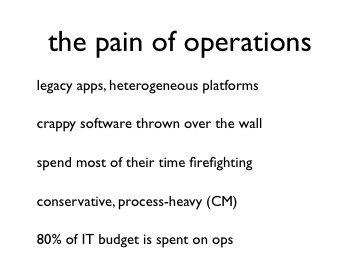 the pain of operations
legacy apps, heterogeneous platforms
crappy software thrown over the wall
spend most of their time firefighting
conservative, process-heavy (CM)
80% of IT budget is spent on ops